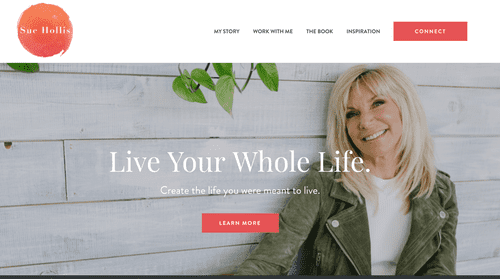 Sue Hollis
MY STORY WORK WITH ME THE BOOK INSPIRATION CONNECT
Live Your Whole Life.
Create the life you were meant to live.
LEARN MORE